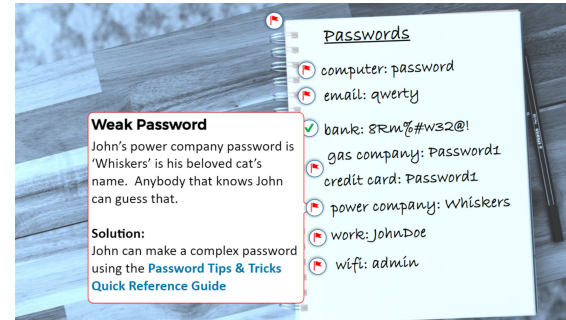 Passwords
computer: password
email: qwerty
bank: 8Rm%#w32@!
gas company: Password1
credit card: Password1
power company: Whiskers
work: JohnDoe
wifi: admin
Weak Password
John's power company password is
'Whiskers' is his beloved cat's
name.  Anybody that knows John
can guess that.
Solution:
John can make a complex password
using the Password Tips & Tricks
Quick Reference Guide